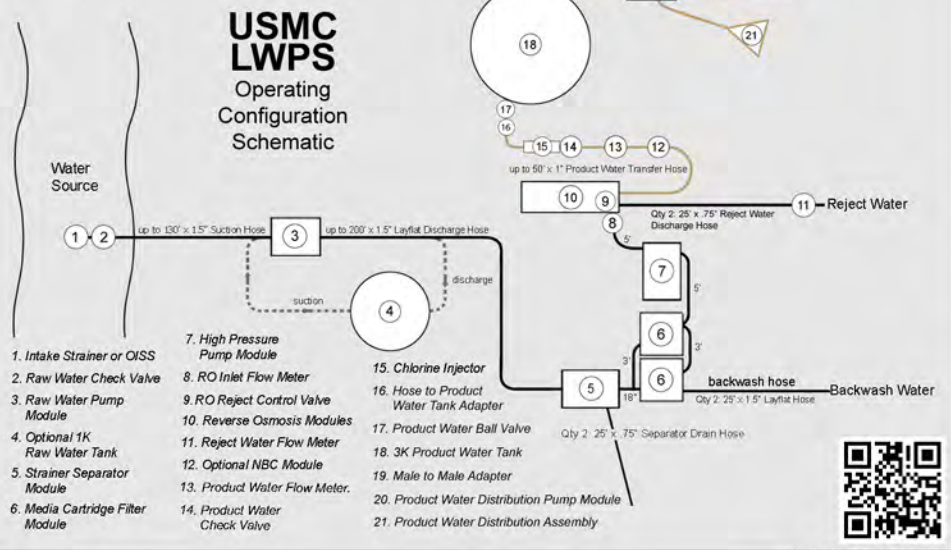 USMC
LWPS
Operating
Configuration
Schematic
18
21
17
16
15
14
13
12
up to 50' x 1" Product Water Transfer Hose
Water
Source
10
9
11
Reject Water
Qty 2: 25' x .75" Reject Water
Discharge Hose
8
5'
1
2
up to 130' x 1.5" Suction Hose
3
up to 200' x 1.5" Layflat Discharge Hose
7
5'
suction
discharge
4
6
3'
3'
5
18"
6
backwash hose
Backwash Water
Qty 2: 25' x 1.5" Layflat Hose
Qty 2: 25' x .75" Separator Drain Hose
1. Intake Strainer or OISS
2. Raw Water Check Valve
3. Raw Water Pump
Module
4. Optional 1K
Raw Water Tank
5. Strainer Separator
Module
6. Media Cartridge Filter
Module
7. High Pressure
Pump Module
8. RO Inlet Flow Meter
9.RO Reject Control Valve
10. Reverse Osmosis Modules
11. Reject Water Flow Meter
12. Optional NBC Module
13. Product Water Flow Meter.
14. Product Water
Check Valve
15. Chlorine Injector
16. Hose to Product
Water Tank Adapter
17. Product Water Ball Valve
18. 3K Product Water Tank
19. Male to Male Adapter
20. Product Water Distribution Pump Module
21. Product Water Distribution Assembly